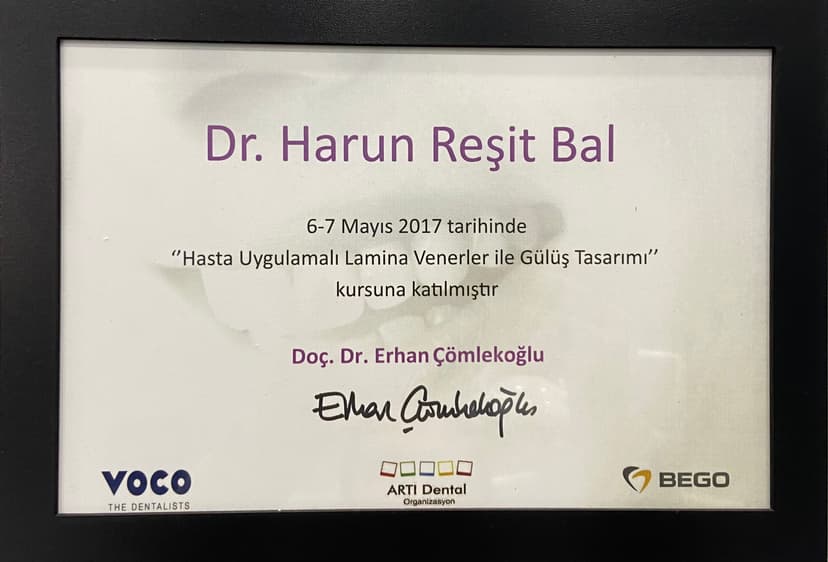 Dr. Harun Reşit Bal
6-7 Mayıs 2017 tarihinde
‘‘Hasta Uygulamalı Lamina Venerler ile Gülüş Tasarımı’’
kursuna katılmıştır
Doç. Dr. Erhan Çömlekoğlu
Erhan Çömlekoğlu
VOCO
THE DENTALISTS
ARTI Dental
Organizasyon
BEGO